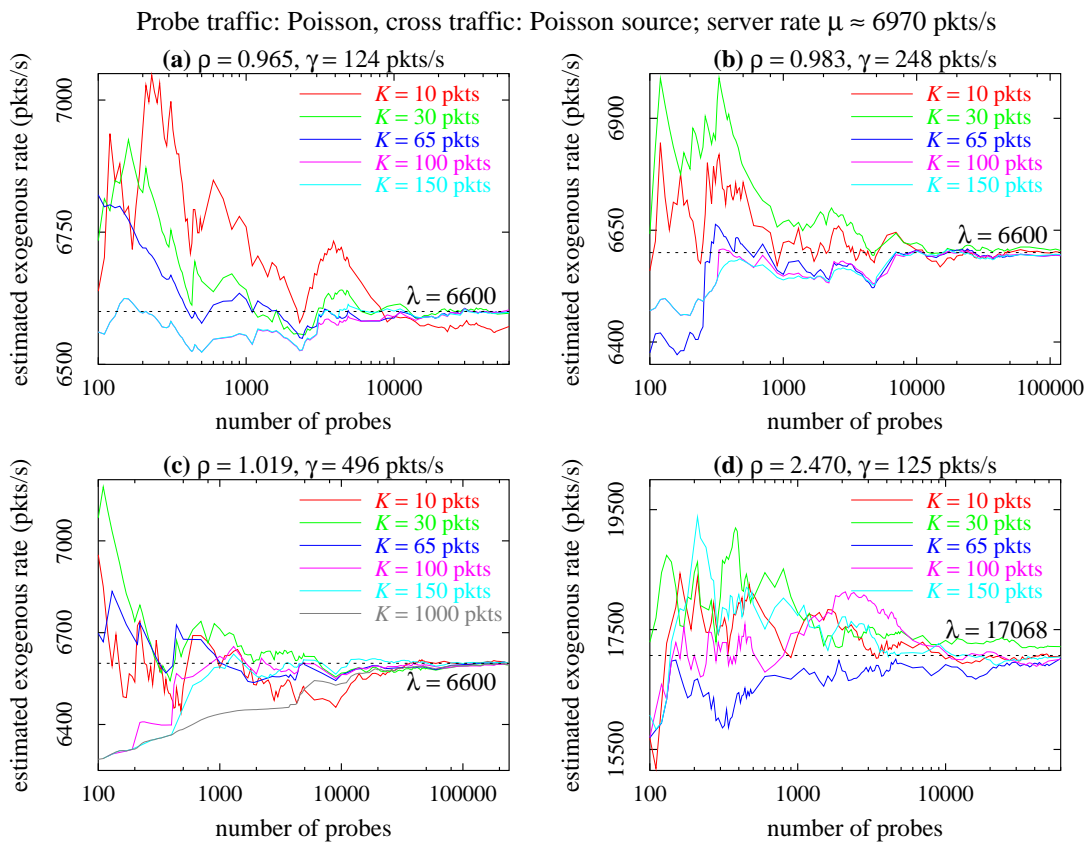 Probe traffic: Poisson, cross traffic: Poisson source; server rate μ ≈ 6970 pkts/s
(a) ρ = 0.965, γ = 124 pkts/s
estimated exogenous rate (pkts/s)
7000
6750
6500
K = 10 pkts
K = 30 pkts
K = 65 pkts
K = 100 pkts
K = 150 pkts
λ = 6600
100
1000
10000
number of probes
(b) ρ = 0.983, γ = 248 pkts/s
estimated exogenous rate (pkts/s)
6900
6650
6400
K = 10 pkts
K = 30 pkts
K = 65 pkts
K = 100 pkts
K = 150 pkts
λ = 6600
100
1000
10000
100000
number of probes
(c) ρ = 1.019, γ = 496 pkts/s
estimated exogenous rate (pkts/s)
7000
6700
6400
K = 10 pkts
K = 30 pkts
K = 65 pkts
K = 100 pkts
K = 150 pkts
K = 1000 pkts
λ = 6600
100
1000
10000
100000
number of probes
(d) ρ = 2.470, γ = 125 pkts/s
estimated exogenous rate (pkts/s)
19500
17500
15500
K = 10 pkts
K = 30 pkts
K = 65 pkts
K = 100 pkts
K = 150 pkts
λ = 17068
100
1000
10000
number of probes